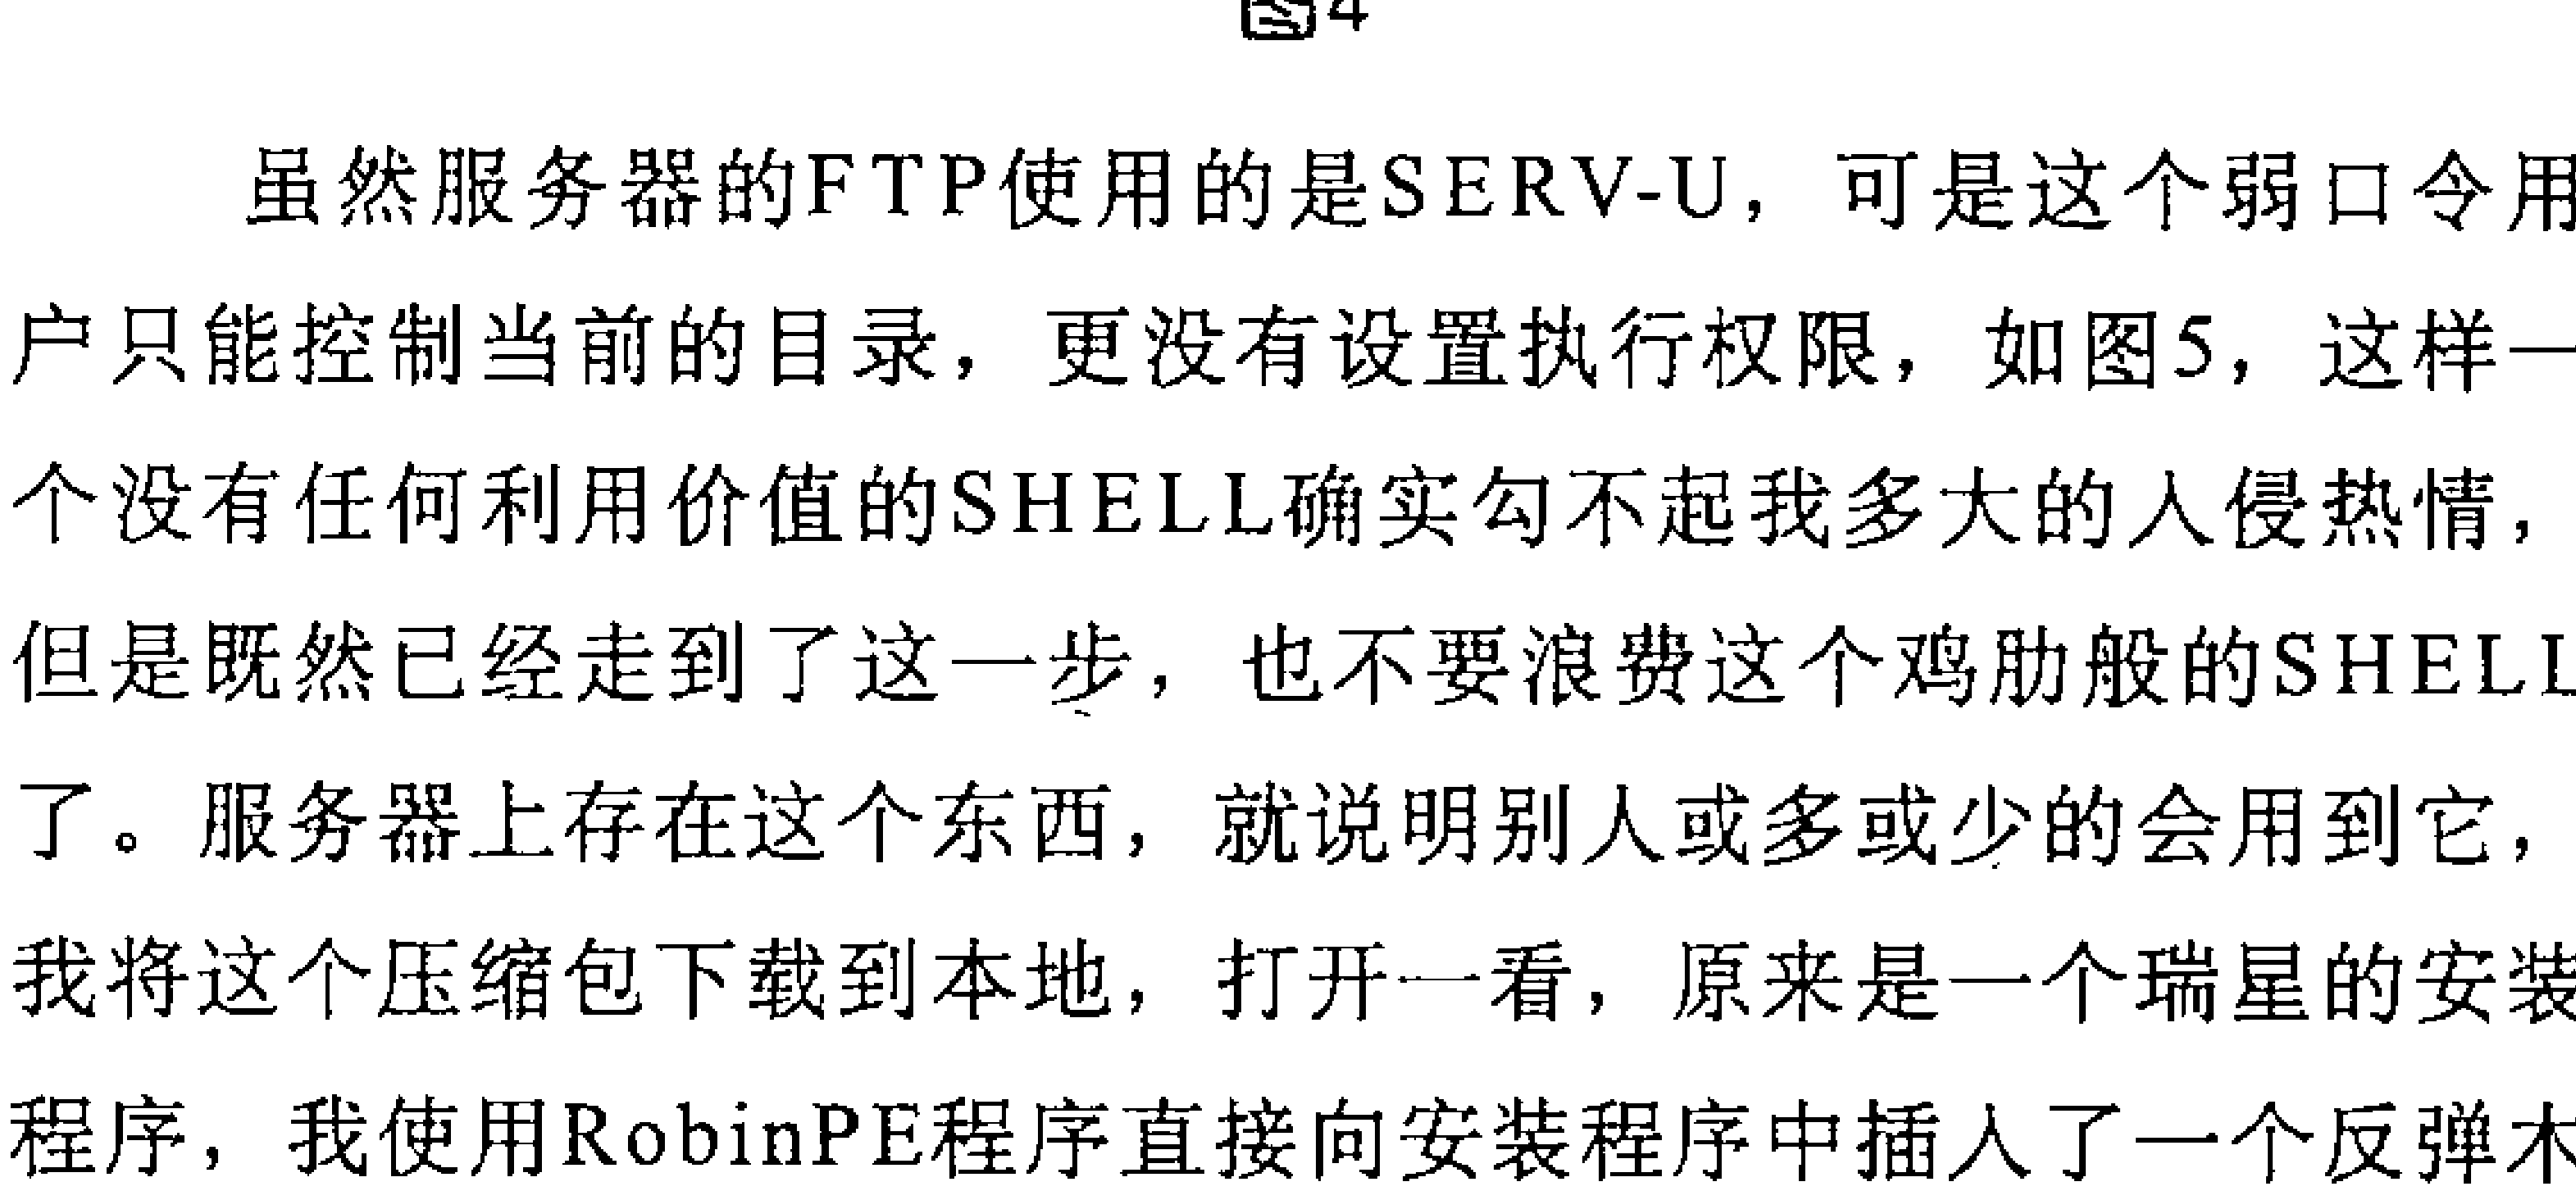 图4
虽然服务器的FTP使用的是SERV-U，可是这个弱口令用
户只能控制当前的目录，更没有设置执行权限，如图5，这样一
个没有任何利用价值的SHELL确实勾不起我多大的入侵热情，
但是既然已经走到了这一步，也不要浪费这个鸡肋般的SHELL
了。服务器上存在这个东西，就说明别人或多或少的会用到它，
我将这个压缩包下载到本地，打开一看，原来是一个瑞星的安装
程序，我使用RobinPE程序直接向安装程序中插入了一个反弹木